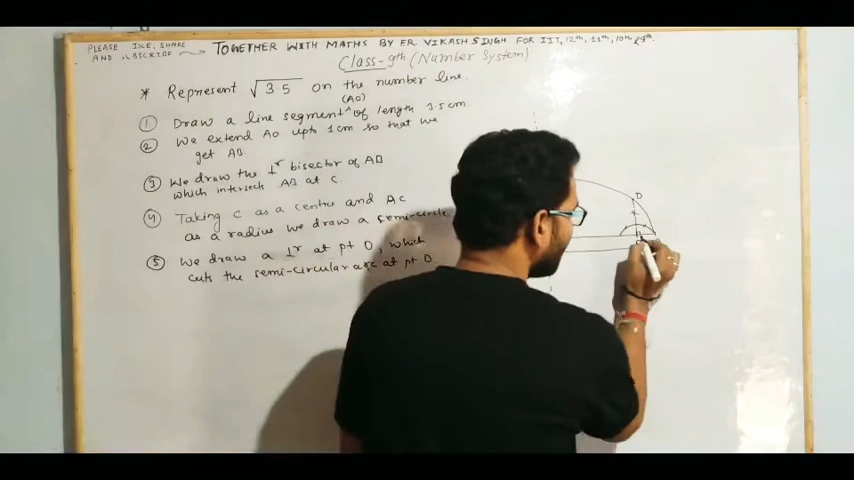 PLEASE LIKE, SHARE
AND SUBSCRIBE
TOGETHER WITH MATHS BY ER VIKASH SINGH FOR IIT, 12th, 11th, 10th & 9th.
Class-9th (Number System)
* Represent √3.5 on the number line.
① Draw a line segment ^ of length 3.5 cm
(AO)
② We extend AO upto 1 cm so that we
get AB
③ We draw the ⊥r bisector of AB
which intersect AB at C.
④ Taking C as a centre and AC
as a radius we draw a semi-circle.
⑤ We draw a ⊥r at pt O, which
cuts the semi-circular arc at pt D
D